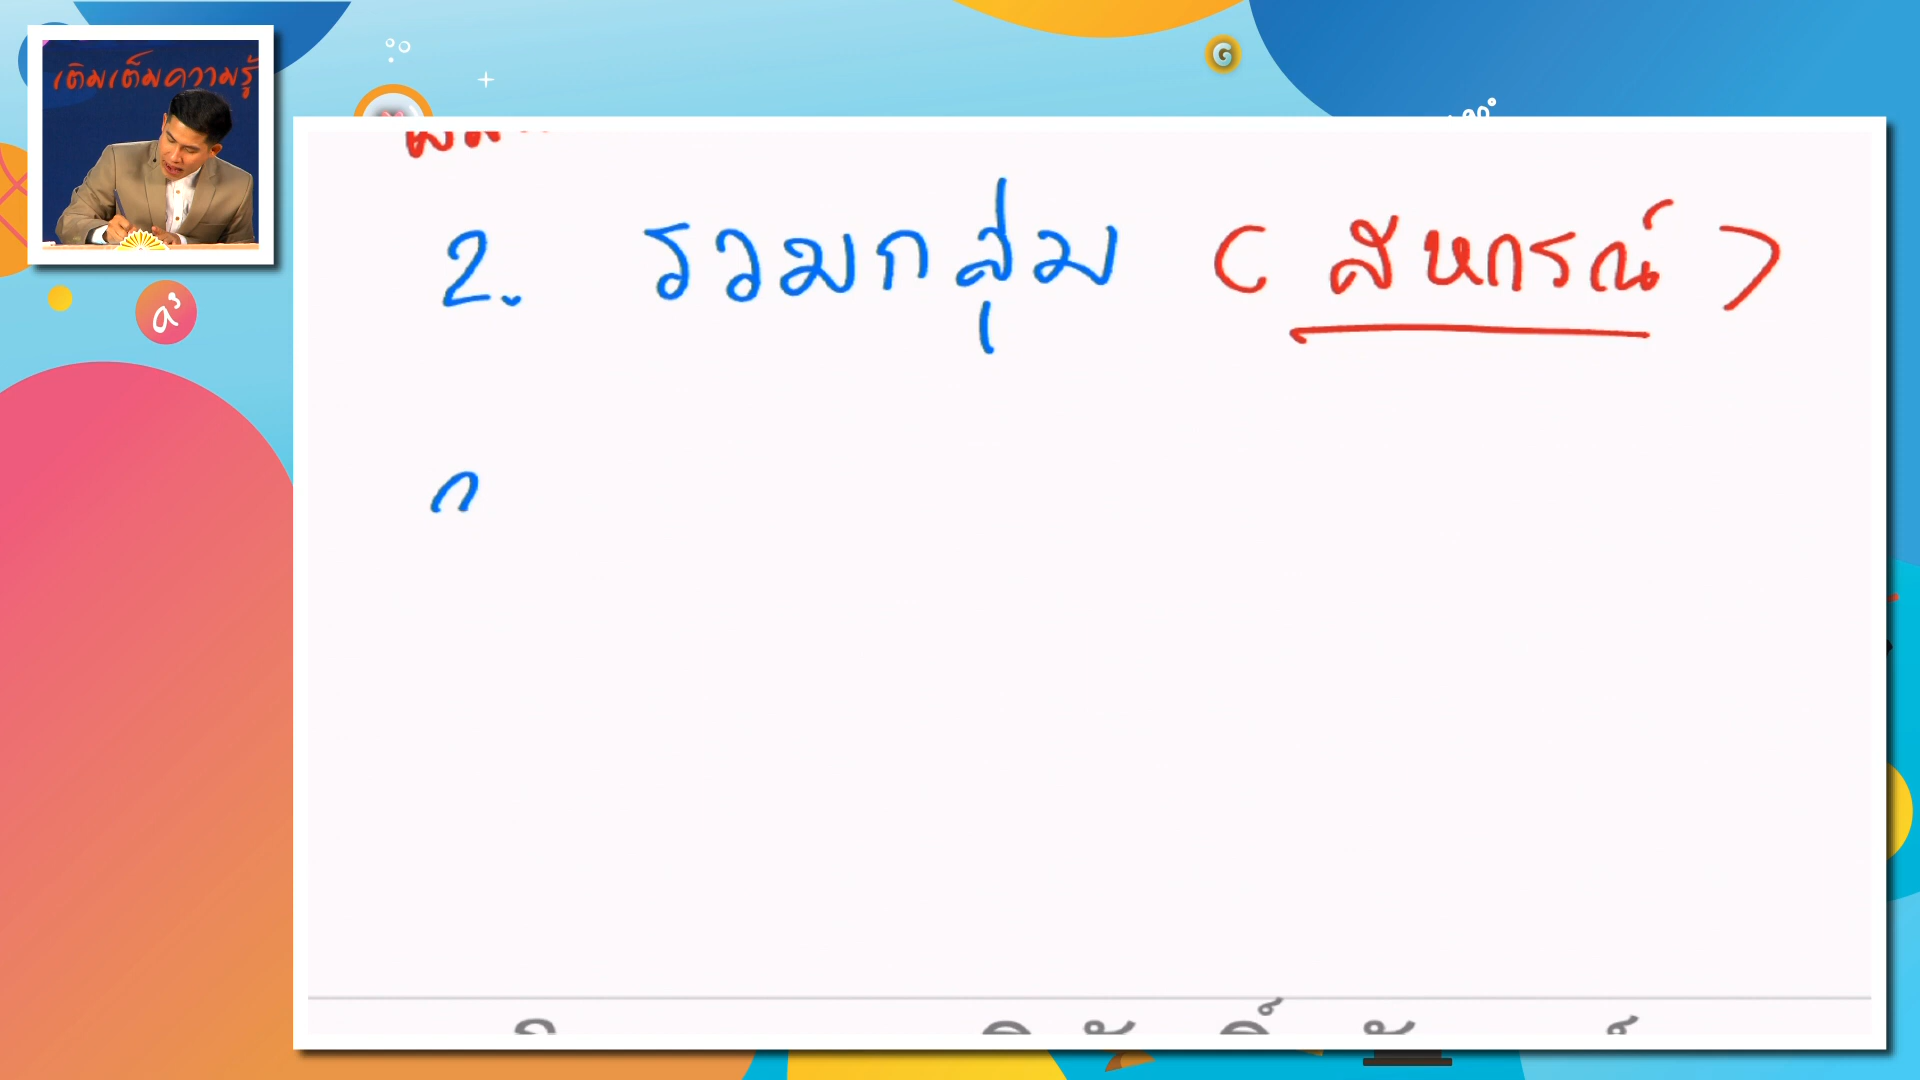 เติมเต็มความรู้
a³
2. รวมกลุ่ม ( สหกรณ์ )
ก